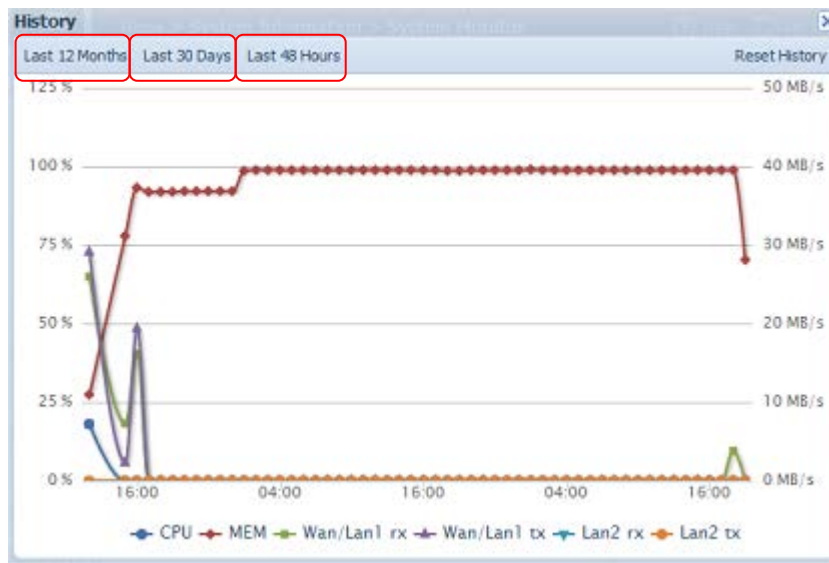 History
Last 12 Months Last 30 Days Last 48 Hours Reset History
125 % 50 MB/s
100 % 40 MB/s
75 % 30 MB/s
50 % 20 MB/s
25 % 10 MB/s
0 % 0 MB/s
16:00 04:00 16:00 04:00 16:00
CPU MEM Wan/Lan1 rx Wan/Lan1 tx Lan2 rx Lan2 tx